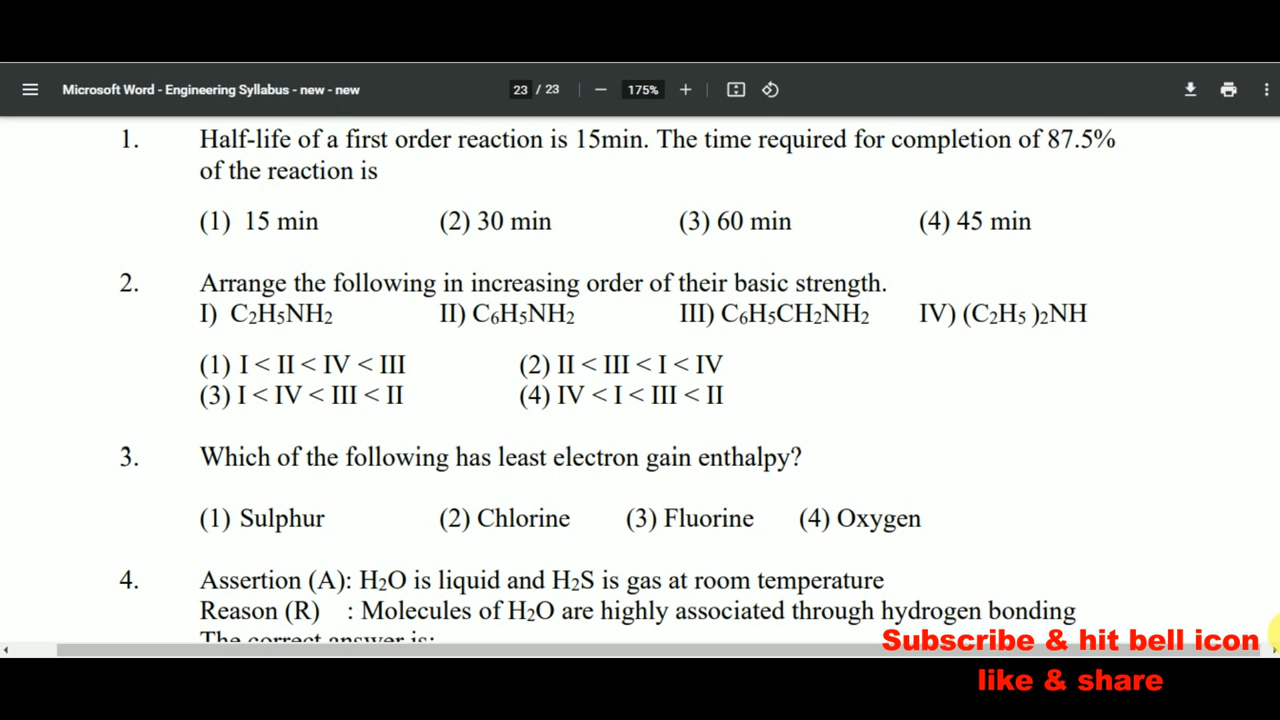 Microsoft Word - Engineering Syllabus - new - new 23 / 23 175%
1. Half-life of a first order reaction is 15min. The time required for completion of 87.5%
of the reaction is
(1) 15 min (2) 30 min (3) 60 min (4) 45 min
2. Arrange the following in increasing order of their basic strength.
I) C2H5NH2 II) C6H5NH2 III) C6H5CH2NH2 IV) (C2H5 )2NH
(1) I < II < IV < III (2) II < III < I < IV
(3) I < IV < III < II (4) IV < I < III < II
3. Which of the following has least electron gain enthalpy?
(1) Sulphur (2) Chlorine (3) Fluorine (4) Oxygen
4. Assertion (A): H2O is liquid and H2S is gas at room temperature
Reason (R) : Molecules of H2O are highly associated through hydrogen bonding
The correct answer is:
Subscribe & hit bell icon
like & share